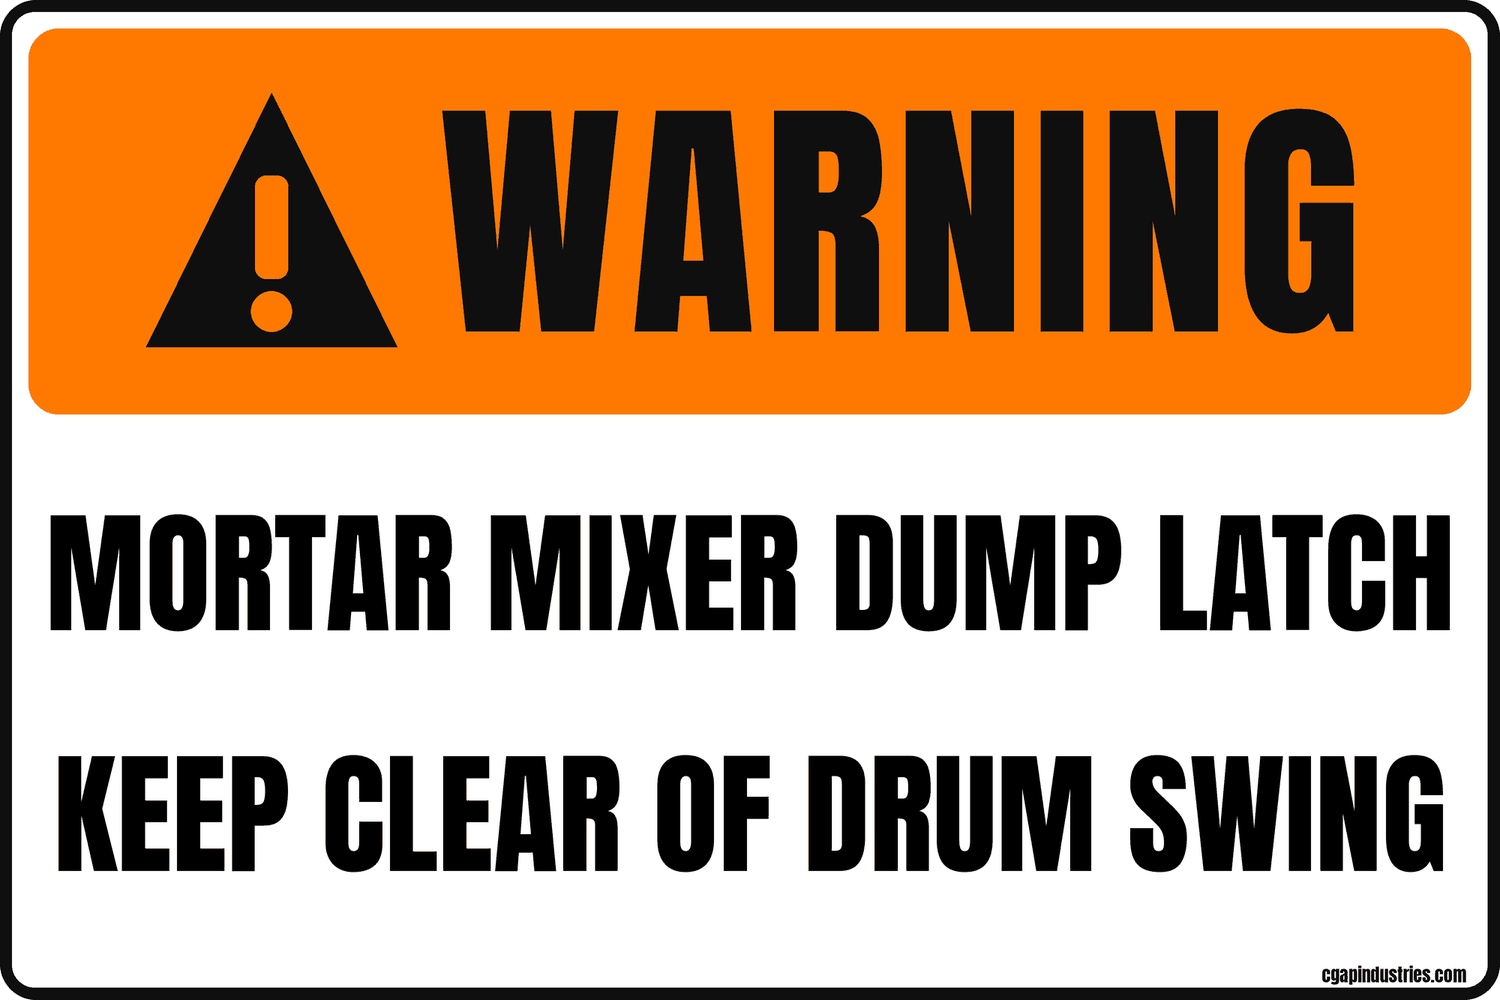 WARNING
MORTAR MIXER DUMP LATCH
KEEP CLEAR OF DRUM SWING
cgapindustries.com